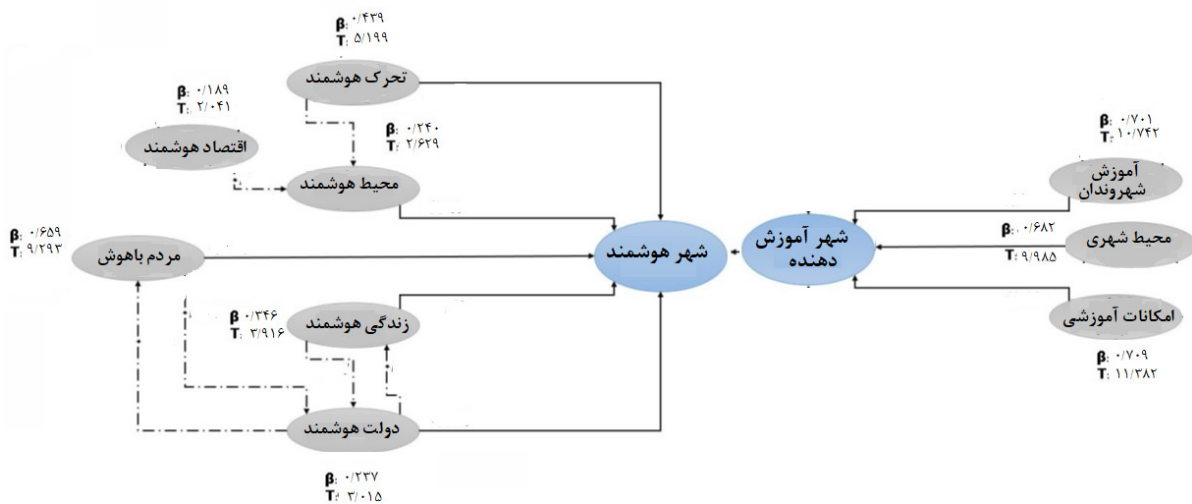 β: ۰/۴۳۹
T: ۵/۱۹۹
تحرک هوشمند
β: ۰/۱۸۹
T: ۲/۰۴۱
اقتصاد هوشمند
β: ۰/۲۴۰
T: ۲/۶۲۹
محیط هوشمند
β: ۰/۷۰۱
T: ۱۰/۷۴۲
آموزش
شهروندان
β: ۰/۶۵۹
T: ۹/۲۹۳
مردم باهوش
شهر هوشمند
شهر آموزش
دهنده
β: ۰/۶۸۲
T: ۹/۹۸۵
محیط شهری
β: ۰/۳۴۶
T: ۳/۹۱۶
زندگی هوشمند
امکانات آموزشی
β: ۰/۷۰۹
T: ۱۱/۳۸۲
دولت هوشمند
β: ۰/۲۳۷
T: ۳/۰۱۵